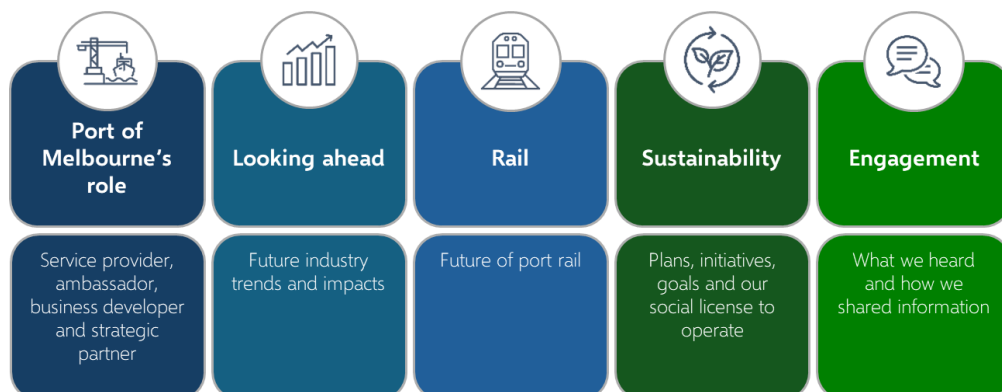 Port of
Melbourne's
role
Looking ahead
Rail
Sustainability
Engagement
Service provider,
ambassador,
business developer
and strategic
partner
Future industry
trends and impacts
Future of port rail
Plans, initiatives,
goals and our
social license to
operate
What we heard
and how we
shared information